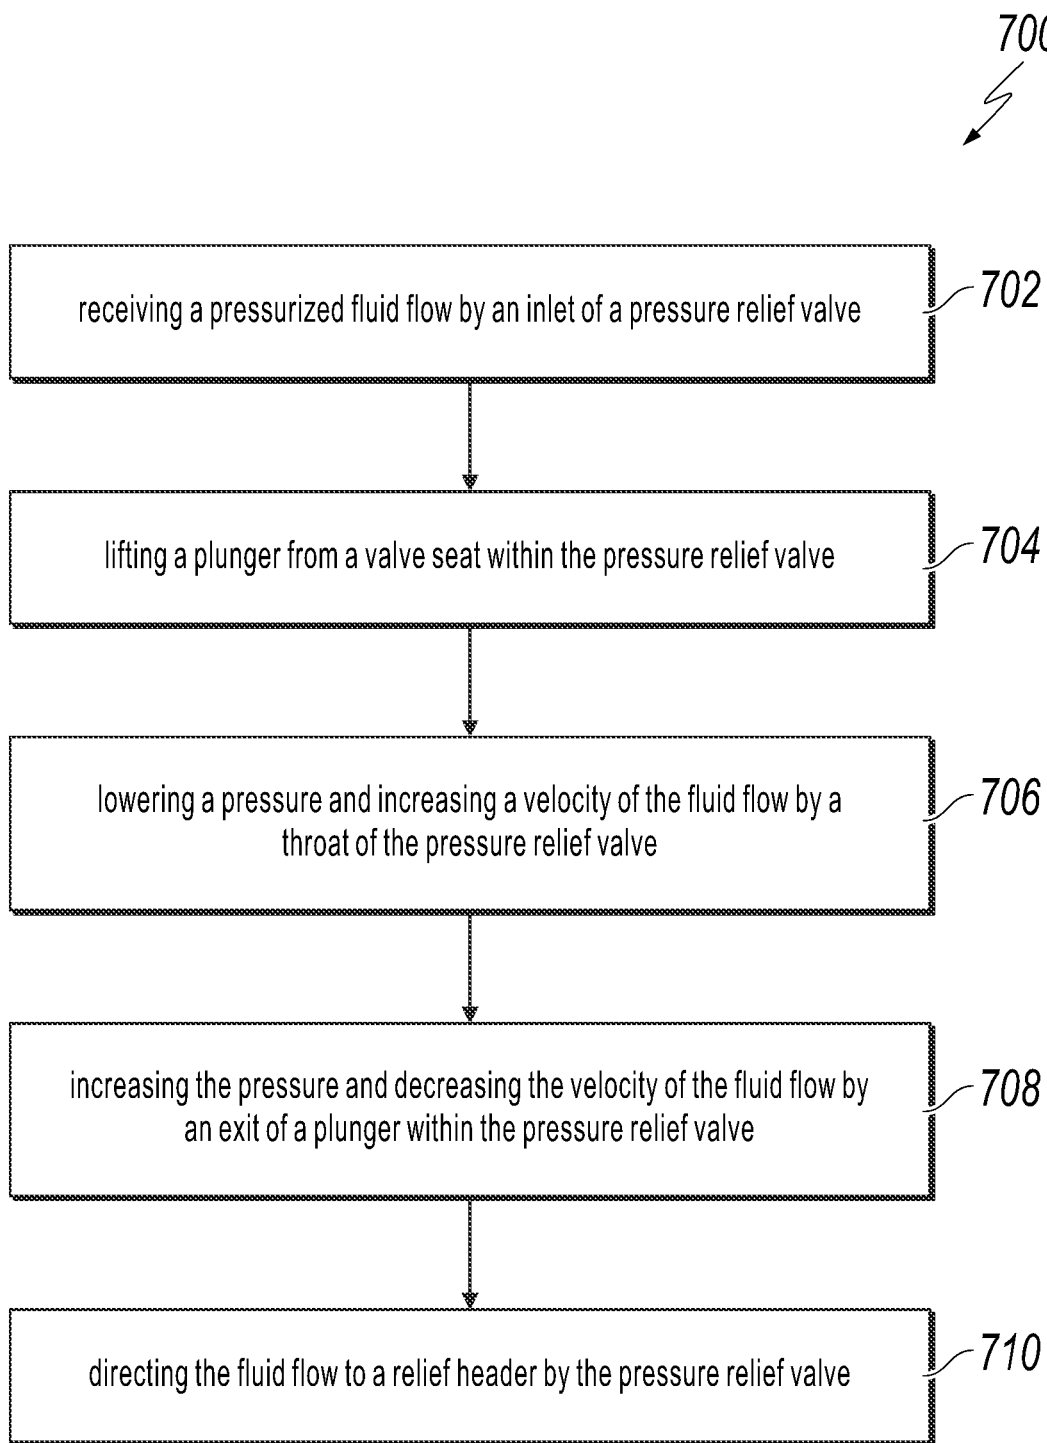 700
receiving a pressurized fluid flow by an inlet of a pressure relief valve
702
lifting a plunger from a valve seat within the pressure relief valve
704
lowering a pressure and increasing a velocity of the fluid flow by a
throat of the pressure relief valve
706
increasing the pressure and decreasing the velocity of the fluid flow by
an exit of a plunger within the pressure relief valve
708
directing the fluid flow to a relief header by the pressure relief valve
710